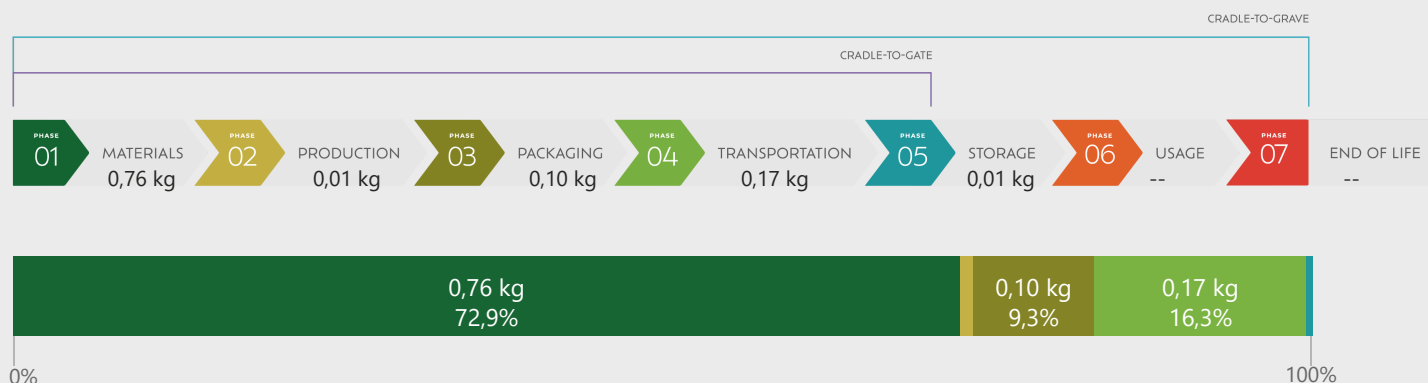 CRADLE-TO-GRAVE
CRADLE-TO-GATE
PHASE
01
MATERIALS
0,76 kg
PHASE
02
PRODUCTION
0,01 kg
PHASE
03
PACKAGING
0,10 kg
PHASE
04
TRANSPORTATION
0,17 kg
PHASE
05
STORAGE
0,01 kg
PHASE
06
USAGE
--
PHASE
07
END OF LIFE
--
0,76 kg
72,9%
0,10 kg
9,3%
0,17 kg
16,3%
0%
100%